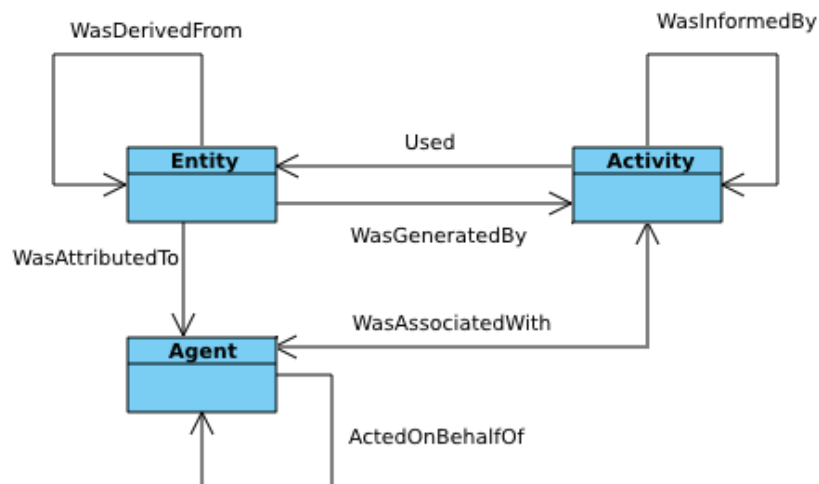 WasInformedBy
WasDerivedFrom
Used
Entity
Activity
WasGeneratedBy
WasAttributedTo
WasAssociatedWith
Agent
ActedOnBehalfOf